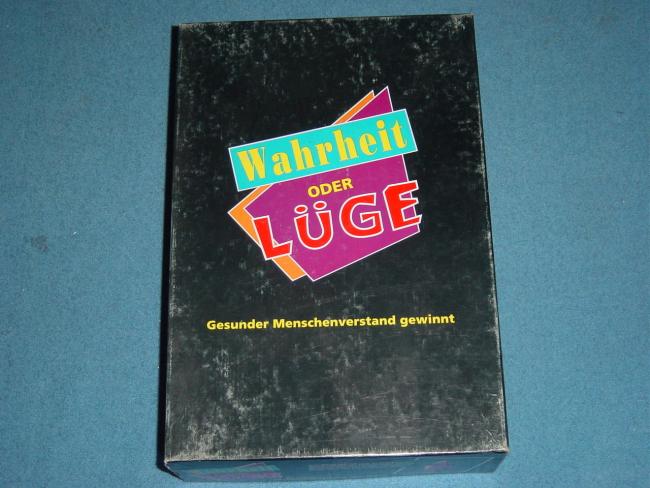 Wahrheit
ODER
LÜGE
Gesunder Menschenverstand gewinnt